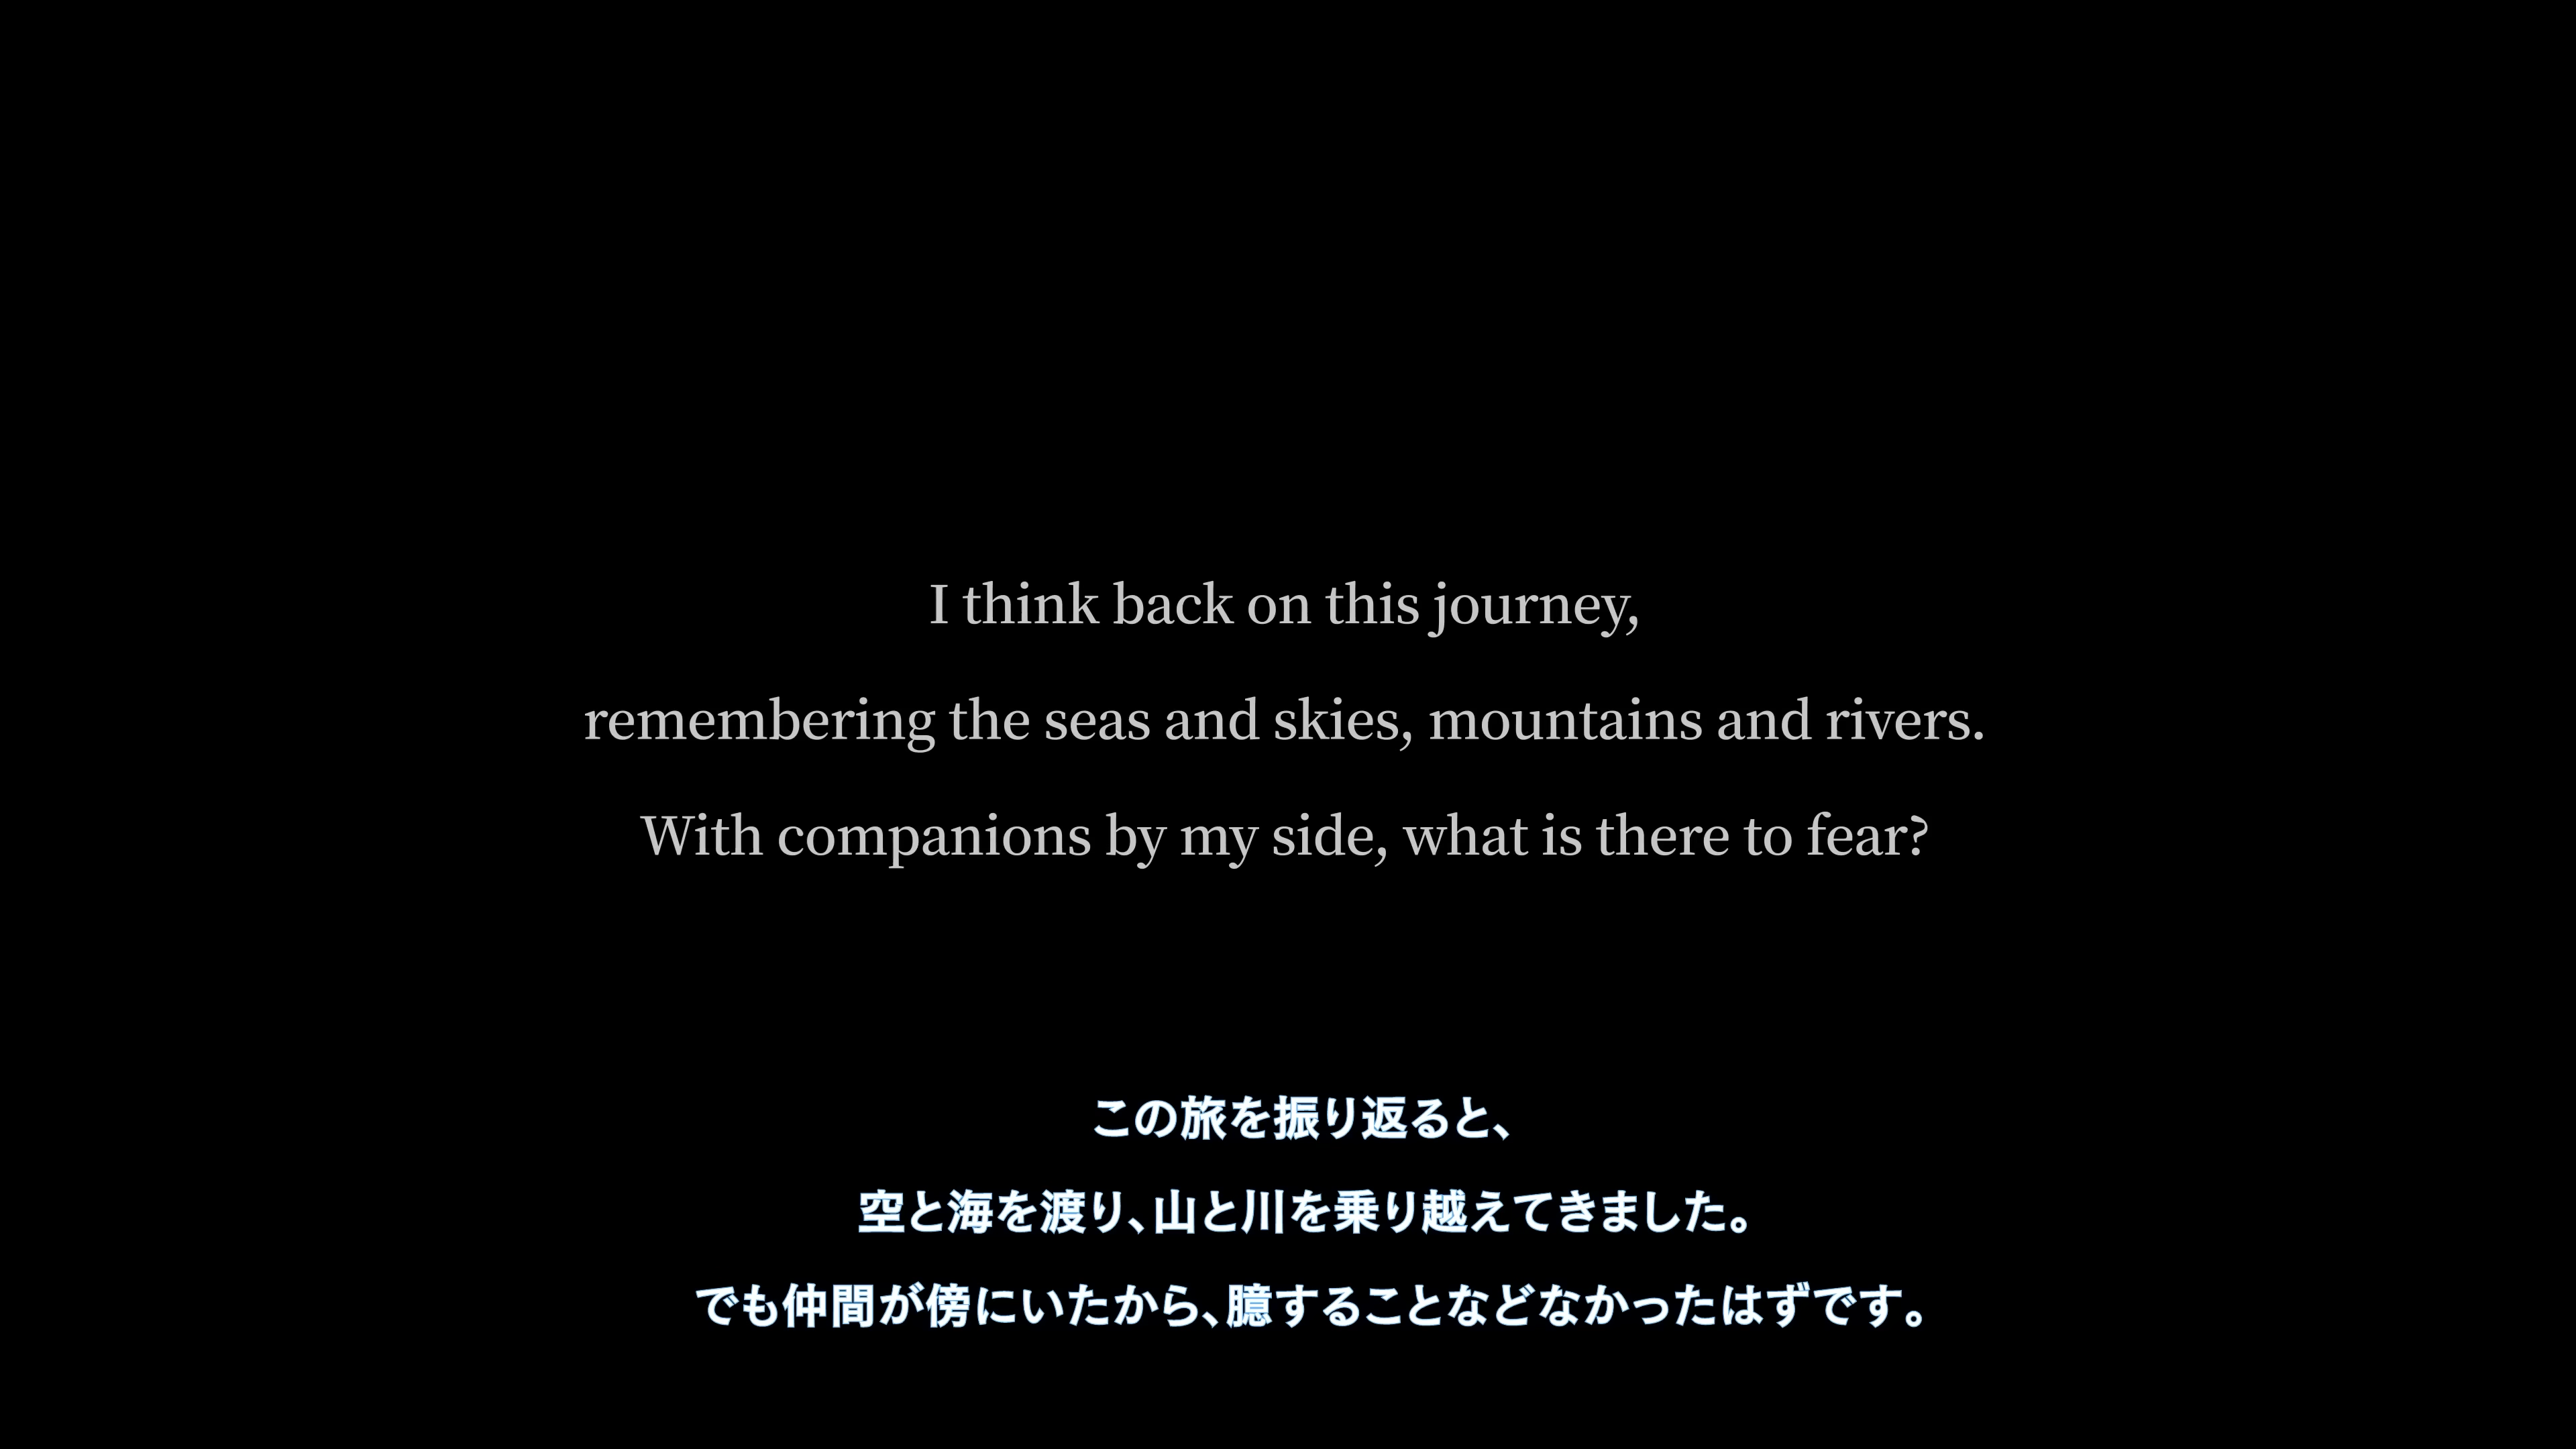 I think back on this journey,
remembering the seas and skies, mountains and rivers.
With companions by my side, what is there to fear?
この旅を振り返ると、
空と海を渡り、山と川を乗り越えてきました。
でも仲間が傍にいたから、臆することなどなかったはずです。